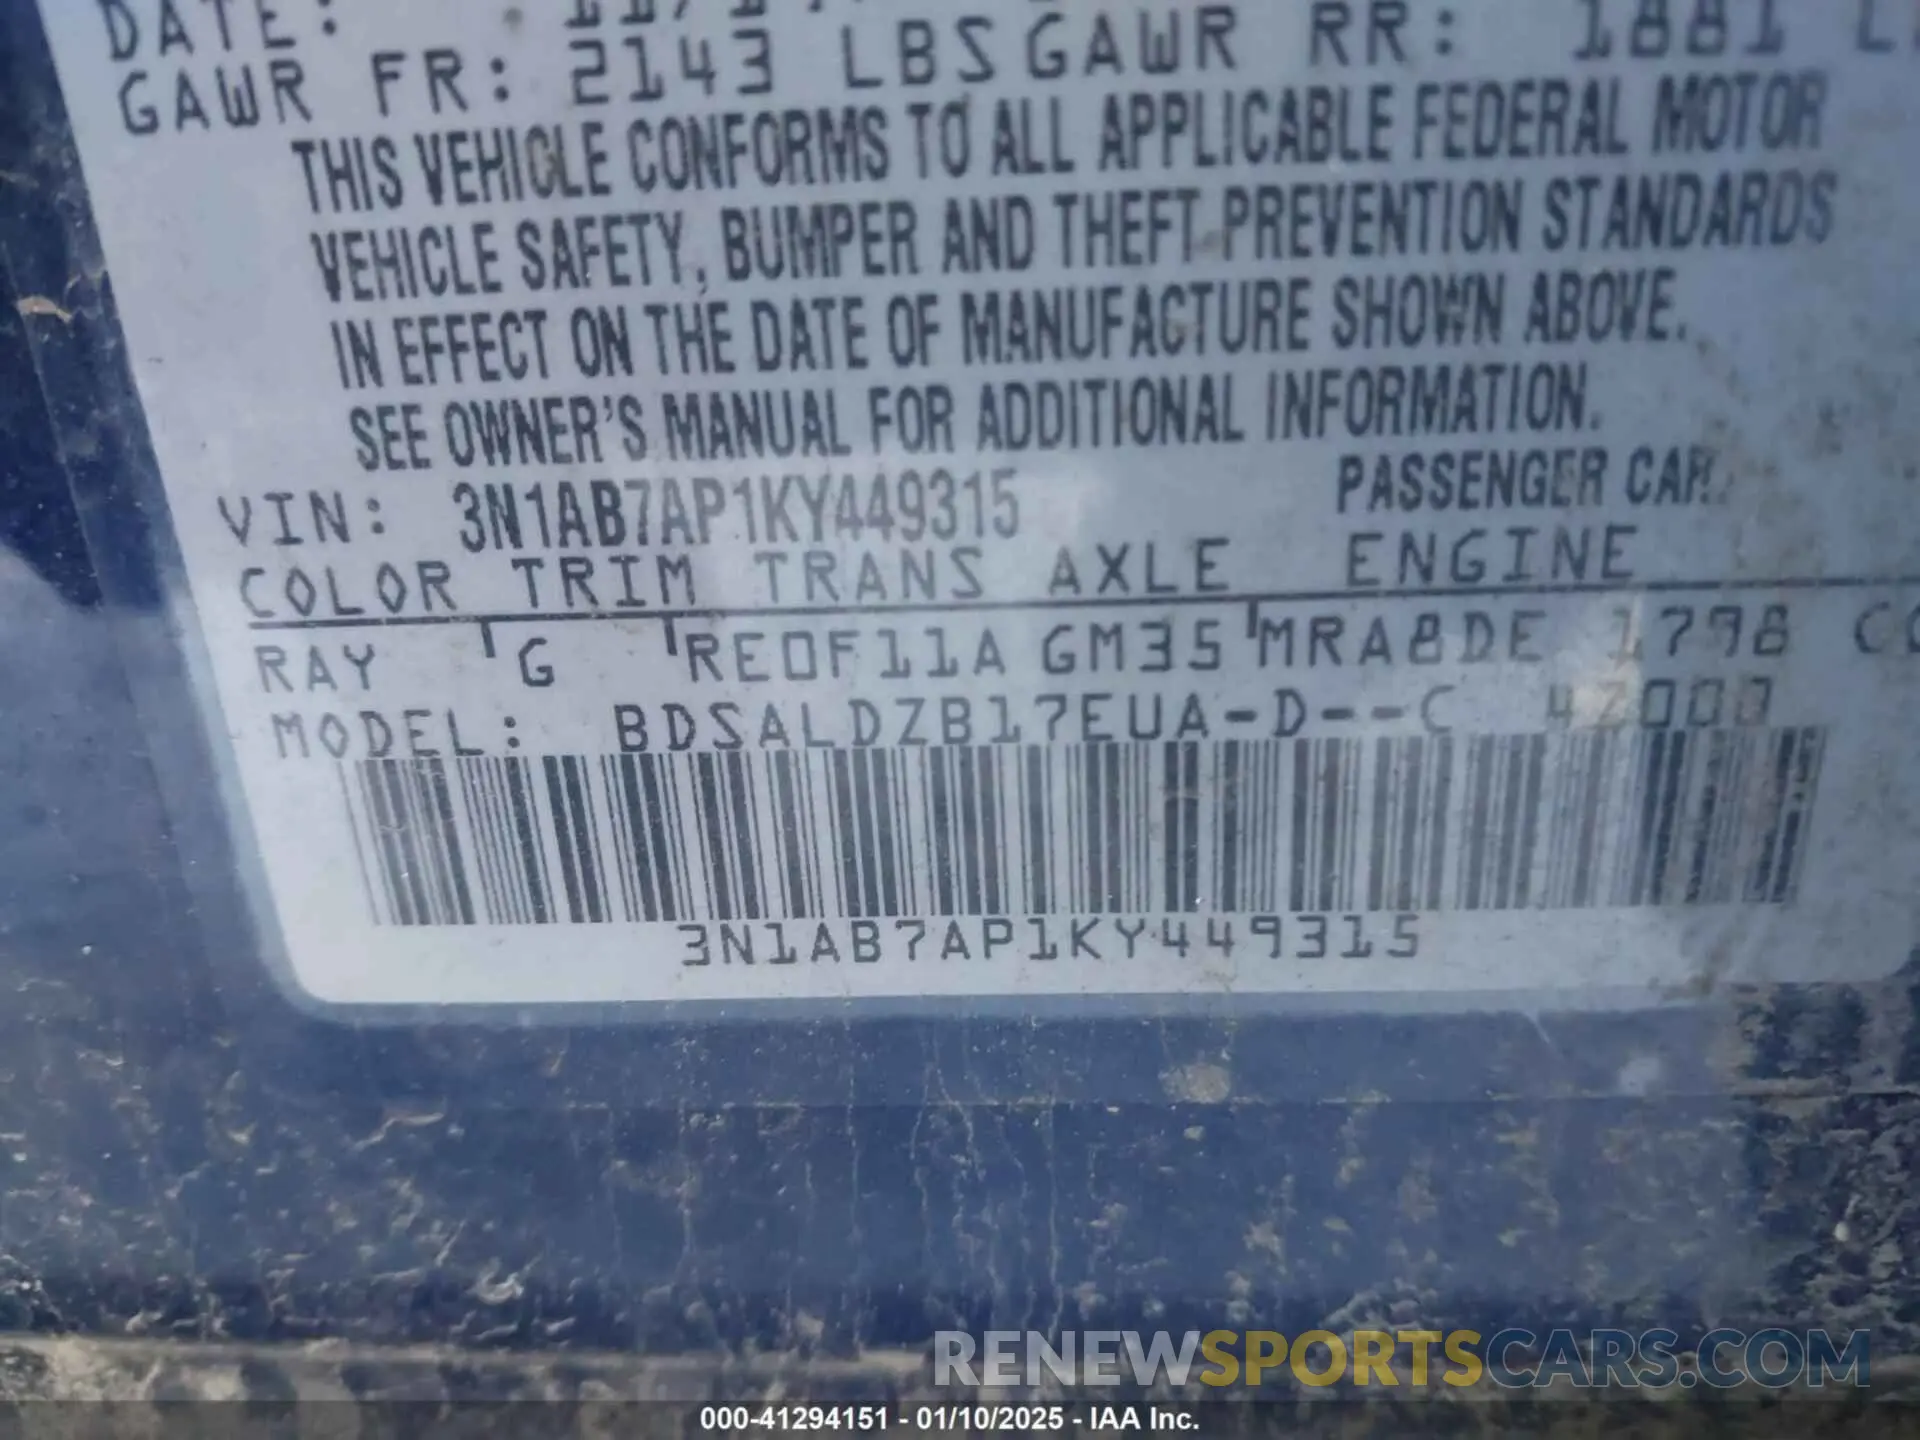 DATE:
GAWR FR: 2143 LBS GAWR RR: 1881
THIS VEHICLE CONFORMS TO ALL APPLICABLE FEDERAL MOTOR
VEHICLE SAFETY, BUMPER AND THEFT PREVENTION STANDARDS
IN EFFECT ON THE DATE OF MANUFACTURE SHOWN ABOVE.
SEE OWNER'S MANUAL FOR ADDITIONAL INFORMATION.
VIN: 3N1AB7AP1KY449315 PASSENGER CAR
COLOR TRIM TRANS AXLE ENGINE
RAY G RE0F11A GM35 MRA8DE 1798
MODEL: BDSALDZB17EUA-D--C
3N1AB7AP1KY449315
RENEWSPORTSCARS.COM
000-41294151 - 01/10/2025 - IAA Inc.